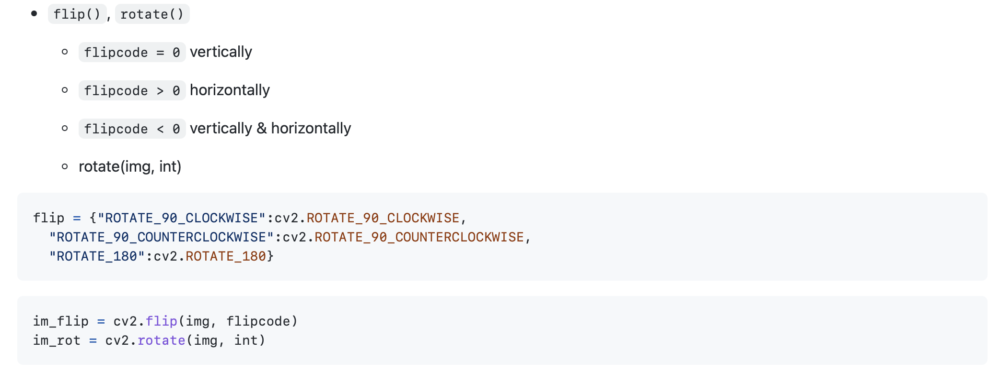 • flip(), rotate()
○ flipcode = 0 vertically
○ flipcode > 0 horizontally
○ flipcode < 0 vertically & horizontally
○ rotate(img, int)
flip = {"ROTATE_90_CLOCKWISE":cv2.ROTATE_90_CLOCKWISE,
  "ROTATE_90_COUNTERCLOCKWISE":cv2.ROTATE_90_COUNTERCLOCKWISE,
  "ROTATE_180":cv2.ROTATE_180}
im_flip = cv2.flip(img, flipcode)
im_rot = cv2.rotate(img, int)